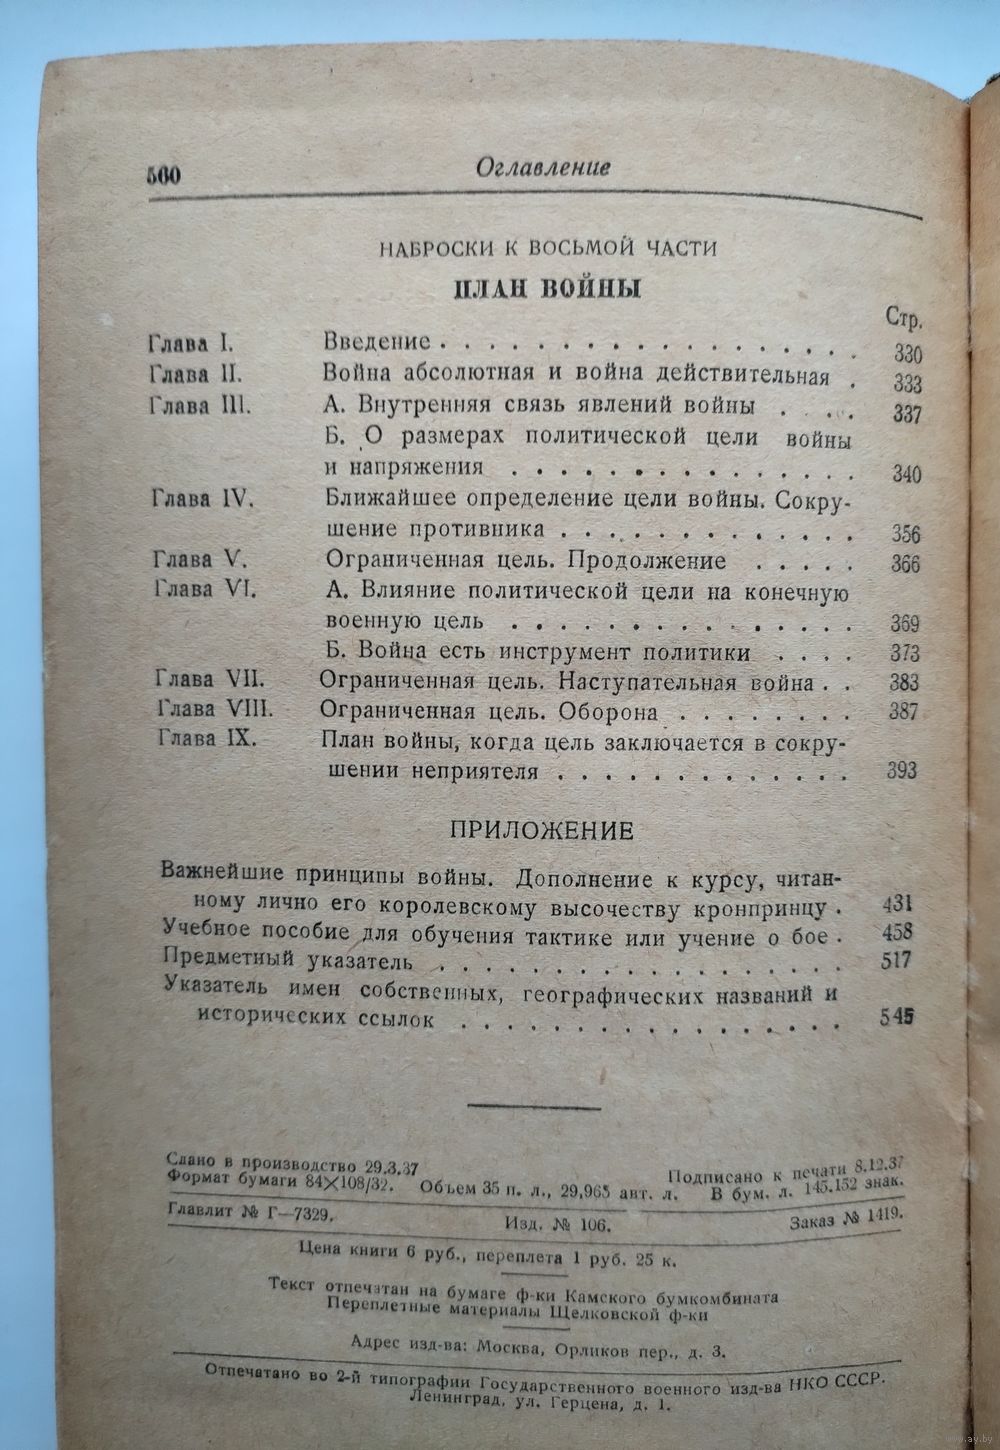 560
Оглавление
НАБРОСКИ К ВОСЬМОЙ ЧАСТИ
ПЛАН ВОЙНЫ
Стр.
Глава I. Введение . . . . . . . . . . . . . . . . . . 330
Глава II. Война абсолютная и война действительная . 333
Глава III. А. Внутренняя связь явлений войны . . . . 337
Б. О размерах политической цели войны
и напряжения . . . . . . . . . . . . . . . 340
Глава IV. Ближайшее определение цели войны. Сокру-
шение противника . . . . . . . . . . . . . 356
Глава V. Ограниченная цель. Продолжение . . . . . 366
Глава VI. А. Влияние политической цели на конечную
военную цель . . . . . . . . . . . . . . . 369
Б. Война есть инструмент политики . . . . 373
Глава VII. Ограниченная цель. Наступательная война . . 383
Глава VIII. Ограниченная цель. Оборона . . . . . . . . 387
Глава IX. План войны, когда цель заключается в сокру-
шении неприятеля . . . . . . . . . . . . . 393
ПРИЛОЖЕНИЕ
Важнейшие принципы войны. Дополнение к курсу, читан-
ному лично его королевскому высочеству кронпринцу . 431
Учебное пособие для обучения тактике или учение о бое . 458
Предметный указатель . . . . . . . . . . . . . . . . . . 517
Указатель имен собственных, географических названий и
исторических ссылок . . . . . . . . . . . . . . . . . 545
Сдано в производство 29.3.37 Подписано к печати 8.12.37
Формат бумаги 84×108/32. Объем 35 п. л., 29,965 авт. л. В бум. л. 145.152 знак.
Главлит № Г—7329. Изд. № 106. Заказ № 1419.
Цена книги 6 руб., переплета 1 руб. 25 к.
Текст отпечатан на бумаге ф-ки Камского бумкомбината
Переплетные материалы Щелковской ф-ки
Адрес изд-ва: Москва, Орликов пер., д. 3.
Отпечатано во 2-й типографии Государственного военного изд-ва НКО СССР.
Ленинград, ул. Герцена, д. 1.
www.ay.by